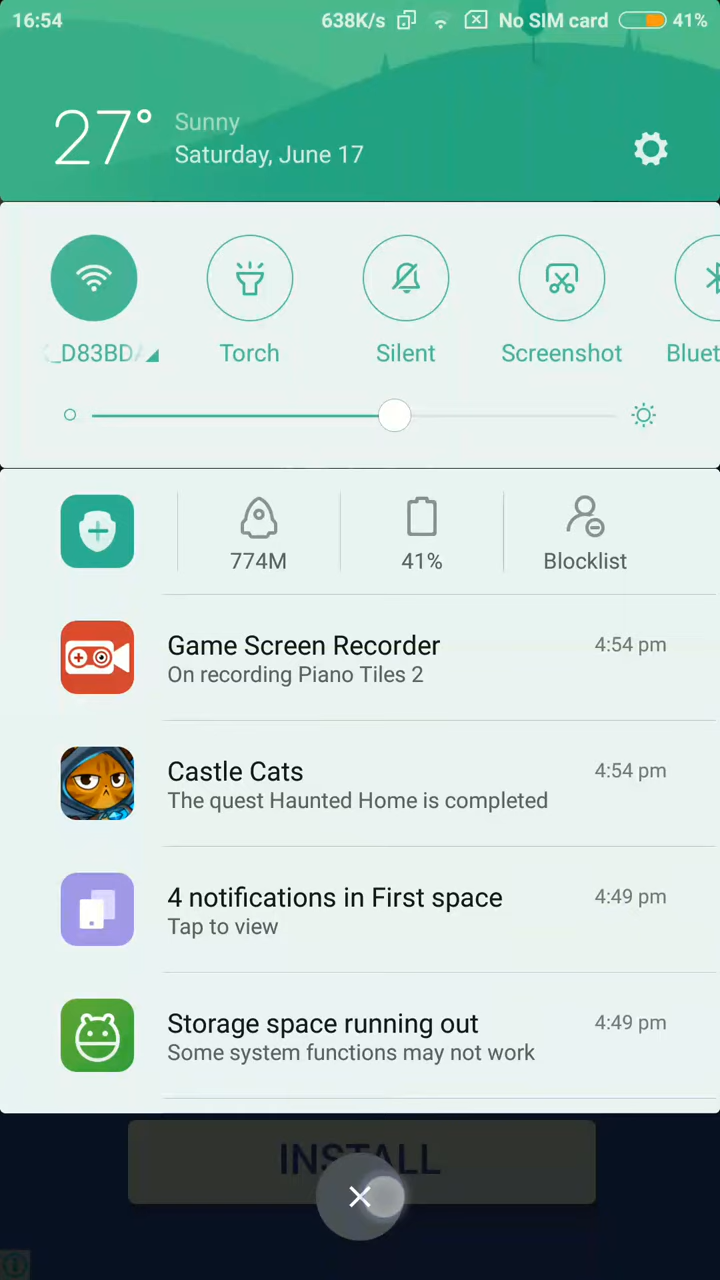 16:54 638K/s No SIM card 41%
27°
Sunny
Saturday, June 17
_D83BD Torch Silent Screenshot
774M 41% Blocklist
Game Screen Recorder 4:54 pm
On recording Piano Tiles 2
Castle Cats 4:54 pm
The quest Haunted Home is completed
4 notifications in First space 4:49 pm
Tap to view
Storage space running out 4:49 pm
Some system functions may not work
INSTALL